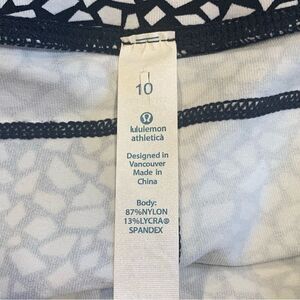 10
lululemon
athletica
Designed in
Vancouver
Made in
China
Body:
87%NYLON
13%LYCRA®
SPANDEX